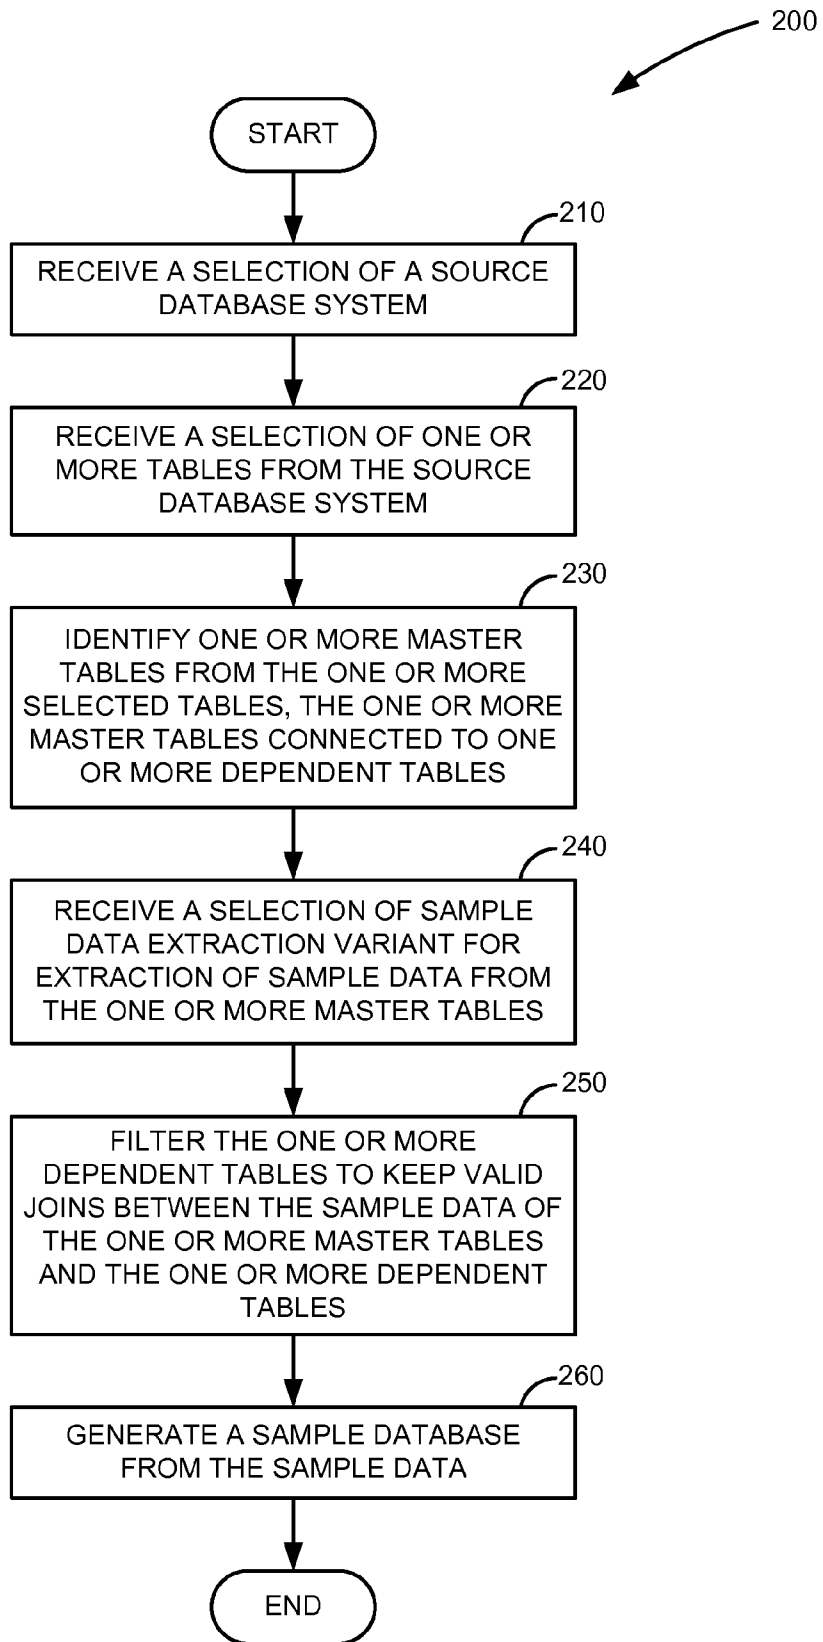 200
START
210
RECEIVE A SELECTION OF A SOURCE
DATABASE SYSTEM
220
RECEIVE A SELECTION OF ONE OR
MORE TABLES FROM THE SOURCE
DATABASE SYSTEM
230
IDENTIFY ONE OR MORE MASTER
TABLES FROM THE ONE OR MORE
SELECTED TABLES, THE ONE OR MORE
MASTER TABLES CONNECTED TO ONE
OR MORE DEPENDENT TABLES
240
RECEIVE A SELECTION OF SAMPLE
DATA EXTRACTION VARIANT FOR
EXTRACTION OF SAMPLE DATA FROM
THE ONE OR MORE MASTER TABLES
250
FILTER THE ONE OR MORE
DEPENDENT TABLES TO KEEP VALID
JOINS BETWEEN THE SAMPLE DATA OF
THE ONE OR MORE MASTER TABLES
AND THE ONE OR MORE DEPENDENT
TABLES
260
GENERATE A SAMPLE DATABASE
FROM THE SAMPLE DATA
END